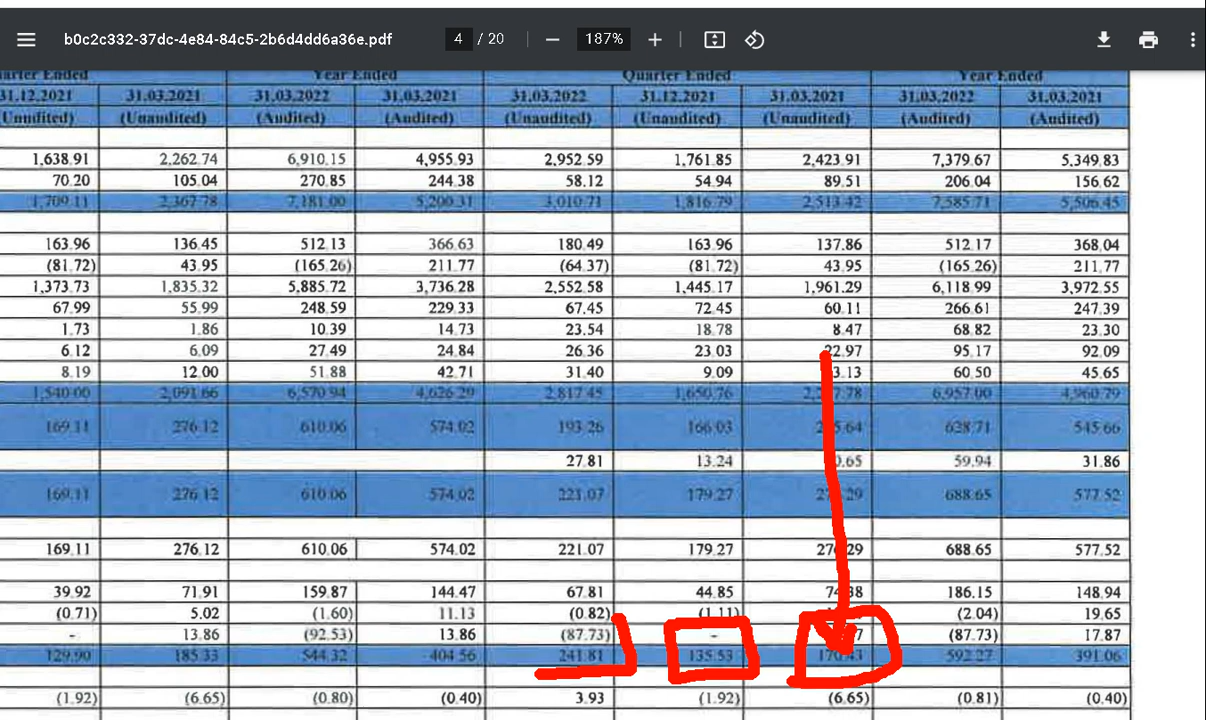 b0c2c332-37dc-4e84-84c5-2b6d4dd6a36e.pdf 4 / 20 187%
Quarter Ended Year Ended
31.12.2021 31.03.2021 31.03.2022 31.03.2021 31.03.2022 31.12.2021 31.03.2021 31.03.2022 31.03.2021
(Unaudited) (Audited) (Audited) (Unaudited) (Unaudited) (Unaudited) (Audited) (Audited)
1,638.91 2,262.74 6,910.15 4,955.93 2,952.59 1,761.85 2,423.91 7,379.67 5,349.83
70.20 105.04 270.85 244.38 58.12 54.94 89.51 206.04 156.62
1,709.11 2,367.78 7,181.00 5,200.31 3,010.71 1,816.79 2,513.42 7,585.71 5,506.45
163.96 136.45 512.13 366.63 180.49 163.96 137.86 512.17 368.04
(81.72) 43.95 (165.26) 211.77 (64.37) (81.72) 43.95 (165.26) 211.77
1,373.73 1,835.32 5,885.72 3,736.28 2,552.58 1,445.17 1,961.29 6,118.99 3,972.55
67.99 55.99 248.59 229.33 67.45 72.45 60.11 266.61 247.39
1.73 1.86 10.39 14.73 23.54 18.78 8.47 68.82 23.30
6.12 6.09 27.49 24.84 26.36 23.03 22.97 95.17 92.09
8.19 12.00 51.88 42.71 31.40 9.09 60.50 45.65
1,540.00 2,091.66 6,570.94 4,626.29 2,817.45 1,650.76 6,957.00 4,960.79
169.11 276.12 610.06 574.02 193.26 166.03 628.71 545.66
27.81 13.24 59.94 31.86
169.11 276.12 610.06 574.02 221.07 179.27 688.65 577.52
169.11 276.12 610.06 574.02 221.07 179.27 688.65 577.52
39.92 71.91 159.87 144.47 67.81 44.85 186.15 148.94
(0.71) 5.02 (1.60) 11.13 (0.82) (1.11) (2.04) 19.65
- 13.86 (92.53) 13.86 (87.73) - (87.73) 17.87
129.90 185.33 544.32 404.56 241.81 135.53 170.43 592.27 391.06
(1.92) (6.65) (0.80) (0.40) 3.93 (1.92) (6.65) (0.81) (0.40)